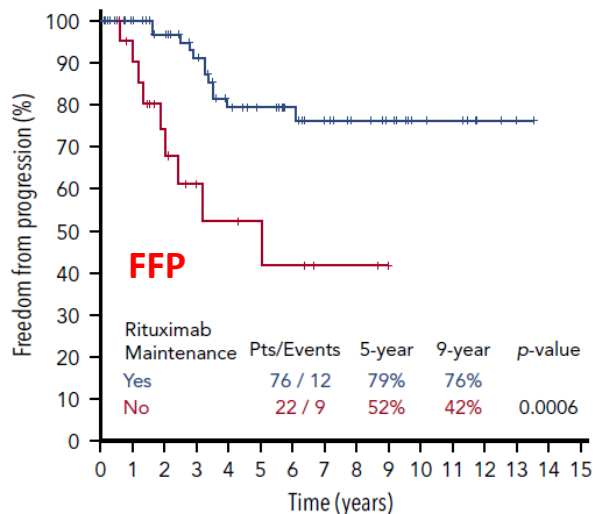 Freedom from progression (%)
100
90
80
70
60
50
40
30
20
10
0
FFP
Rituximab
Maintenance Pts/Events 5-year 9-year p-value
Yes 76 / 12 79% 76%
No 22 / 9 52% 42% 0.0006
0 1 2 3 4 5 6 7 8 9 10 11 12 13 14 15
Time (years)